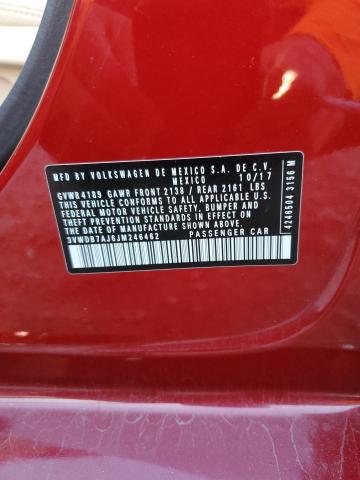 MFD BY VOLKSWAGEN DE MEXICO S.A. DE C.V.
MEXICO 10/17
GVWR 4189 GAWR FRONT 2138 / REAR 2161 LBS
THIS VEHICLE CONFORMS TO ALL APPLICABLE U.S.
FEDERAL MOTOR VEHICLE SAFETY, BUMPER AND
THEFT PREVENTION STANDARDS IN EFFECT ON THE
DATE OF MANUFACTURE SHOWN ABOVE.
3VWDB7AJ6JM246462 PASSENGER CAR
4246504 3156 M